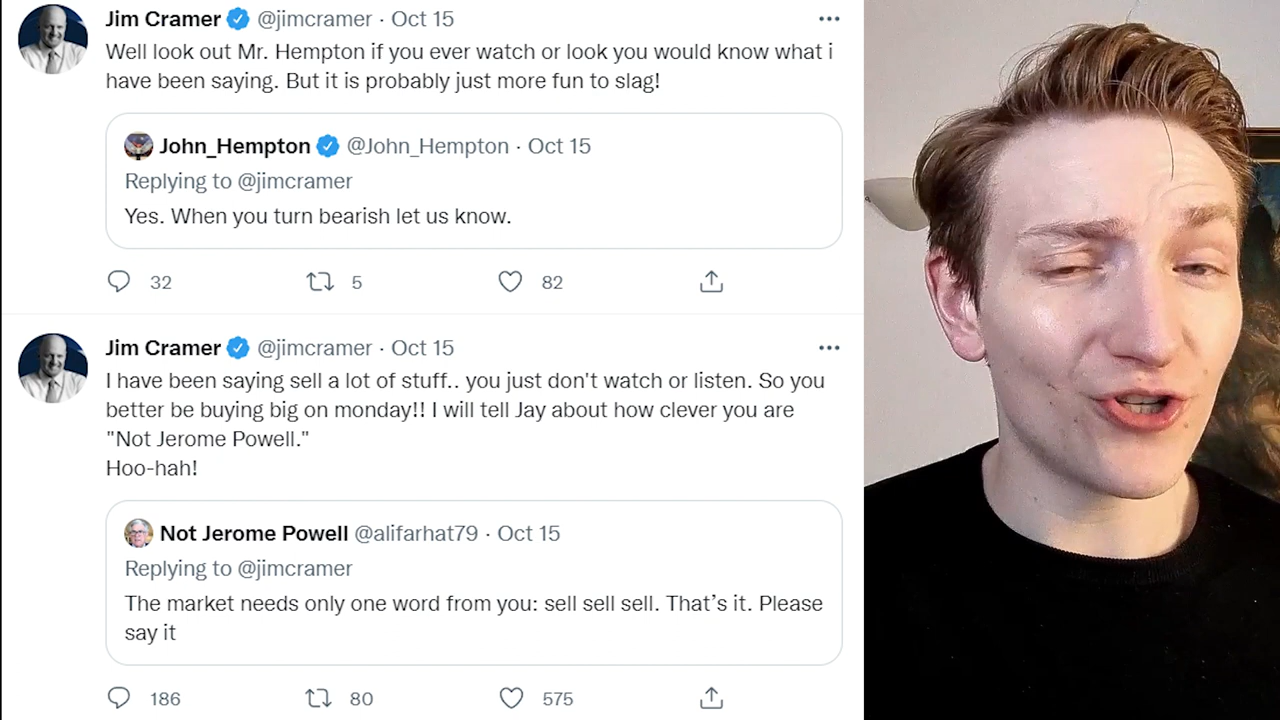 Jim Cramer @jimcramer · Oct 15
Well look out Mr. Hempton if you ever watch or look you would know what i
have been saying. But it is probably just more fun to slag!
John_Hempton @John_Hempton · Oct 15
Replying to @jimcramer
Yes. When you turn bearish let us know.
32 5 82
Jim Cramer @jimcramer · Oct 15
I have been saying sell a lot of stuff.. you just don't watch or listen. So you
better be buying big on monday!! I will tell Jay about how clever you are
"Not Jerome Powell."
Hoo-hah!
Not Jerome Powell @alifarhat79 · Oct 15
Replying to @jimcramer
The market needs only one word from you: sell sell sell. That’s it. Please
say it
186 80 575